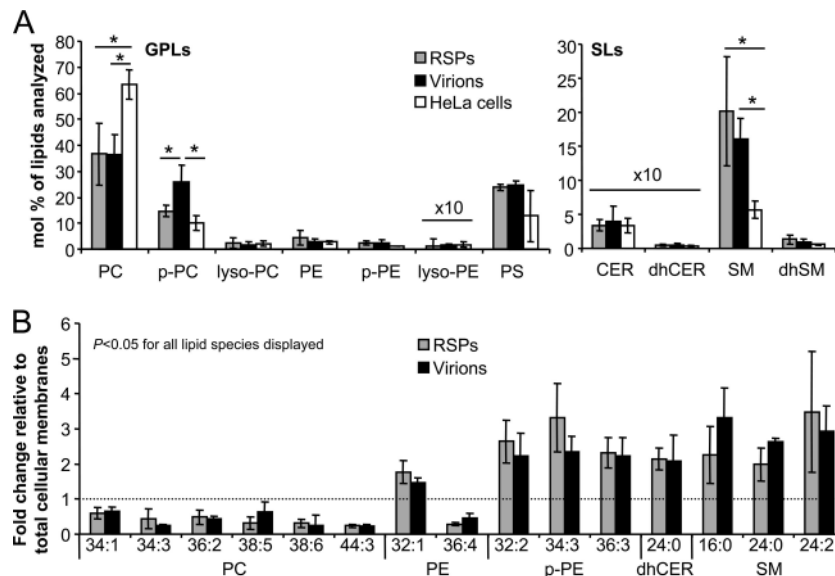 A
GPLs
SLs
mol % of lipids analyzed
80
70
60
50
40
30
20
10
0
* * * *
RSPs
Virions
HeLa cells
x10
PC p-PC lyso-PC PE p-PE lyso-PE PS
30
25
20
15
10
5
0
x10
* *
CER dhCER SM dhSM
B
Fold change relative to
total cellular membranes
6
5
4
3
2
1
0
P<0.05 for all lipid species displayed
RSPs
Virions
34:1 34:3 36:2 38:5 38:6 44:3 32:1 36:4 32:2 34:3 36:3 24:0 16:0 24:0 24:2
PC PE p-PE dhCER SM